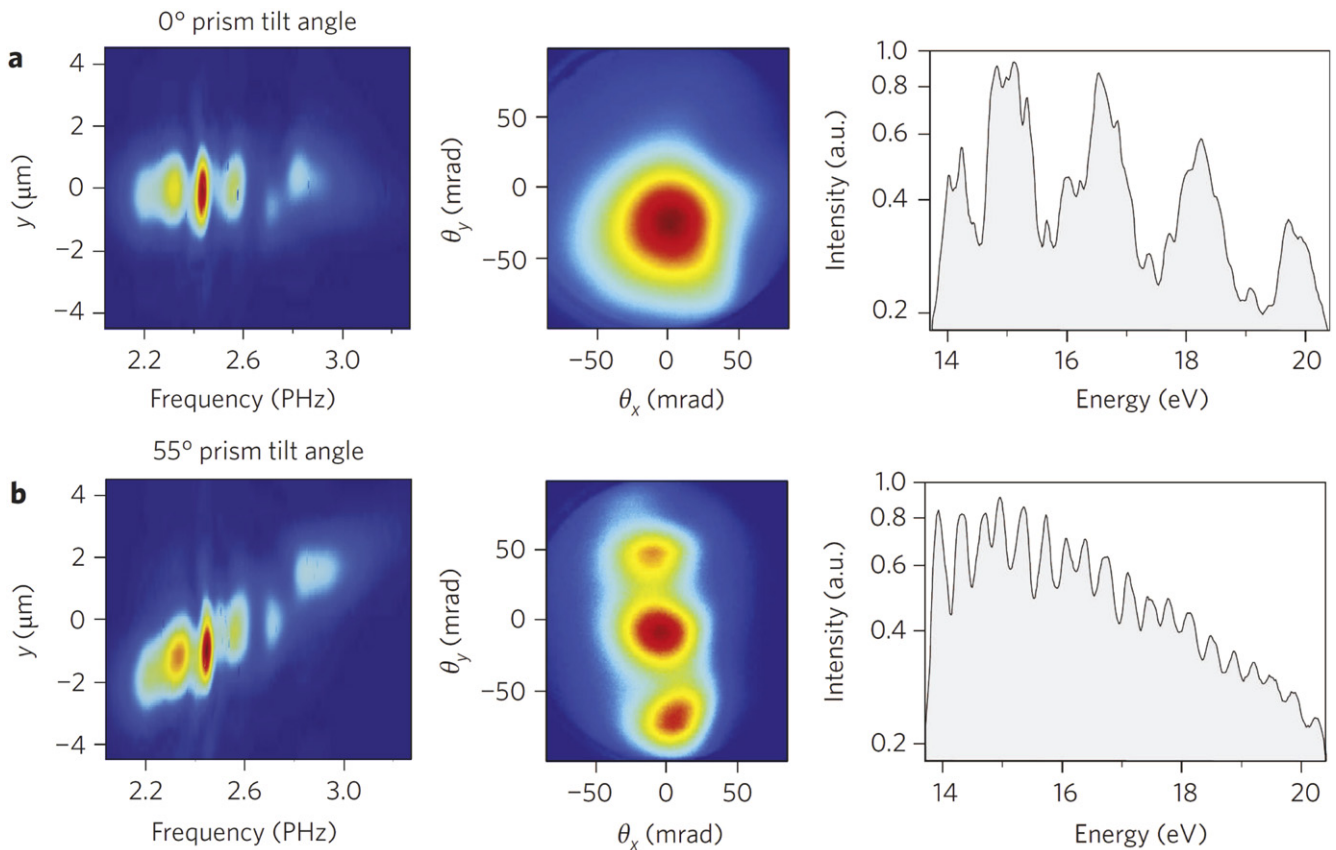 0° prism tilt angle
a
4
2
0
−2
−4
y (μm)
2.2 2.6 3.0
Frequency (PHz)
50
0
−50
θy (mrad)
−50 0 50
θx (mrad)
1.0
0.8
0.6
0.4
0.2
Intensity (a.u.)
14 16 18 20
Energy (eV)
55° prism tilt angle
b
4
2
0
−2
−4
y (μm)
2.2 2.6 3.0
Frequency (PHz)
50
0
−50
θy (mrad)
−50 0 50
θx (mrad)
1.0
0.8
0.6
0.4
0.2
Intensity (a.u.)
14 16 18 20
Energy (eV)